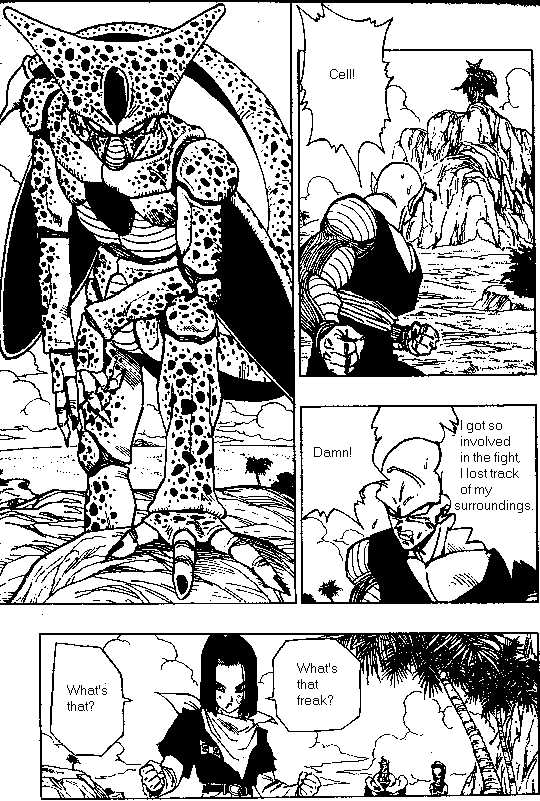 Cell!
Damn!
I got so
involved
in the fight.
I lost track
of my
surroundings.
What's
that?
What's
that
freak?